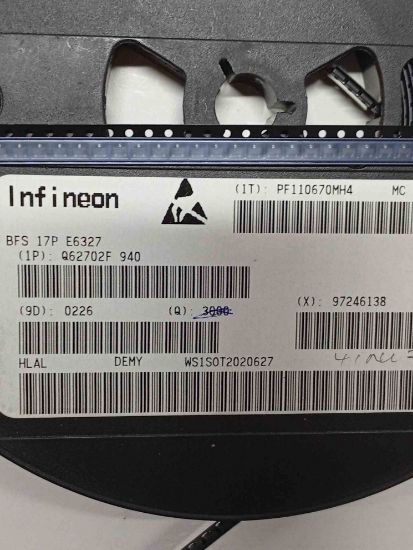 Infineon
(1T): PF110670MH4 MC
BFS 17P E6327
(1P): Q62702F 940
(9D): 0226 (Q): 3000
(X): 97246138
HLAL DEMY WS1SOT2020627